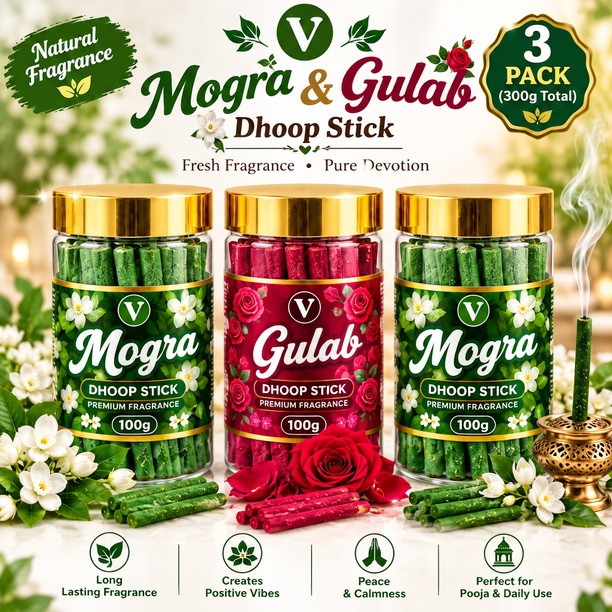 Natural
Fragrance
V
Mogra & Gulab
Dhoop Stick
Fresh Fragrance • Pure Devotion
3
PACK
(300g Total)
V
Mogra
DHOOP STICK
PREMIUM FRAGRANCE
100g
V
Gulab
DHOOP STICK
PREMIUM FRAGRANCE
100g
V
Mogra
DHOOP STICK
PREMIUM FRAGRANCE
100g
Long
Lasting Fragrance
Creates
Positive Vibes
Peace
& Calmness
Perfect for
Pooja & Daily Use